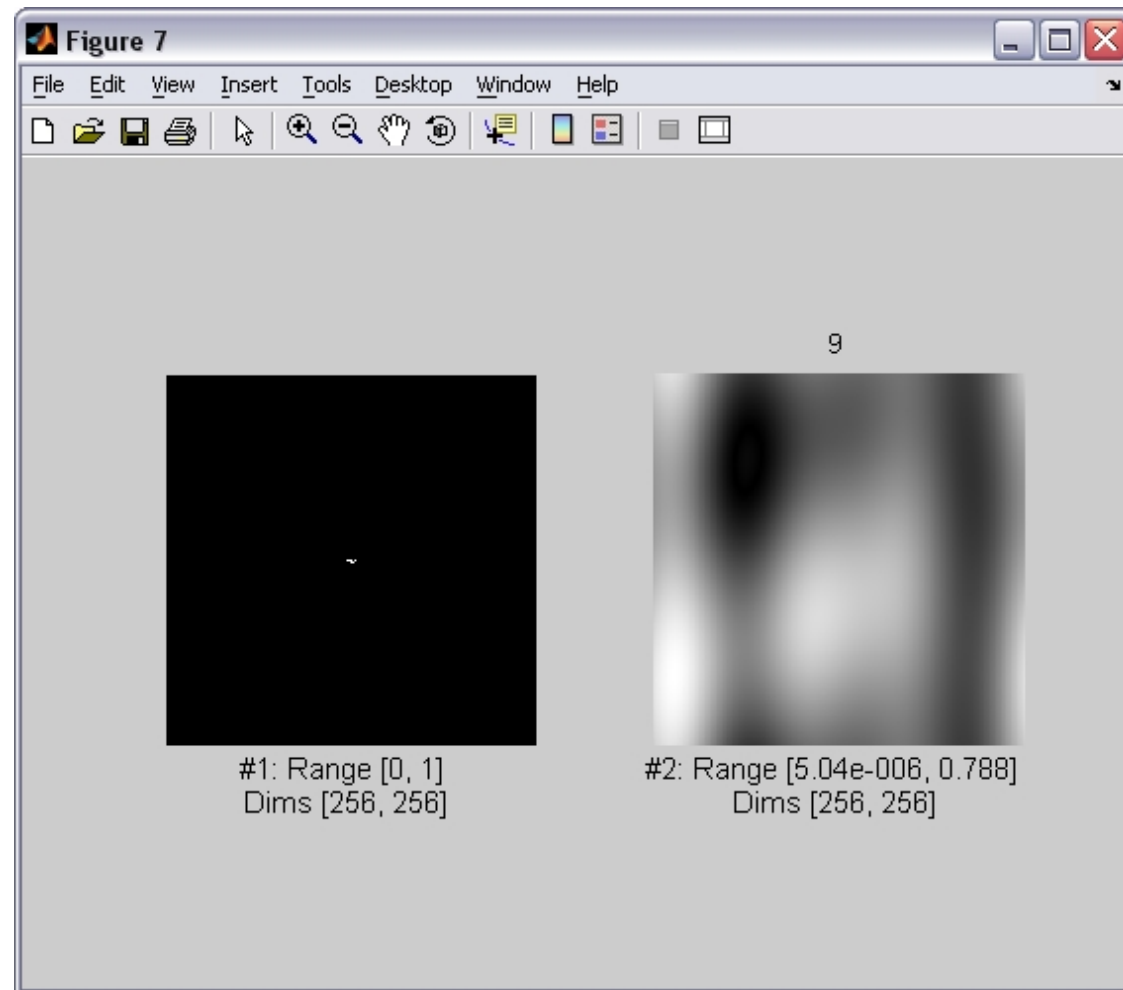 Figure 7
File Edit View Insert Tools Desktop Window Help
9
#1: Range [0, 1]
Dims [256, 256]
#2: Range [5.04e-006, 0.788]
Dims [256, 256]